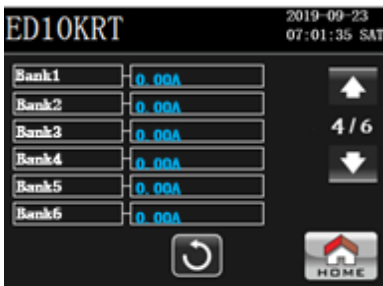 ED10KRT
2019-09-23
07:01:35 SAT
Bank1 0.00A
Bank2 0.00A
Bank3 0.00A
Bank4 0.00A
Bank5 0.00A
Bank6 0.00A
4/6
HOME